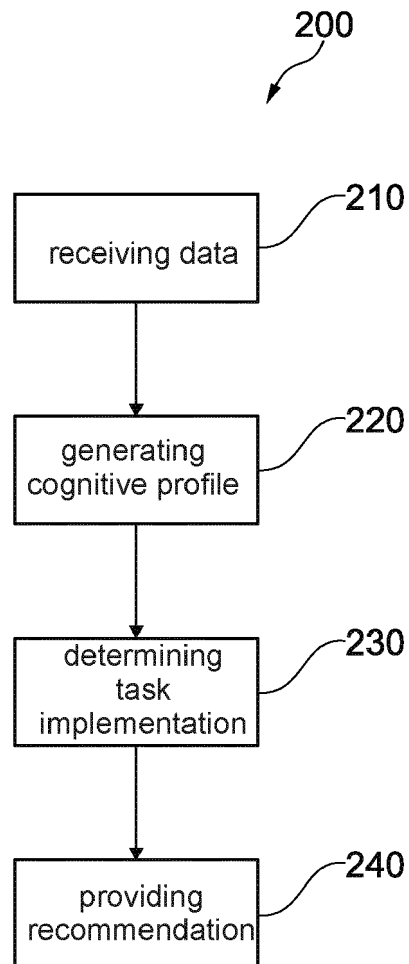 200
210
receiving data
220
generating
cognitive profile
230
determining
task
implementation
240
providing
recommendation